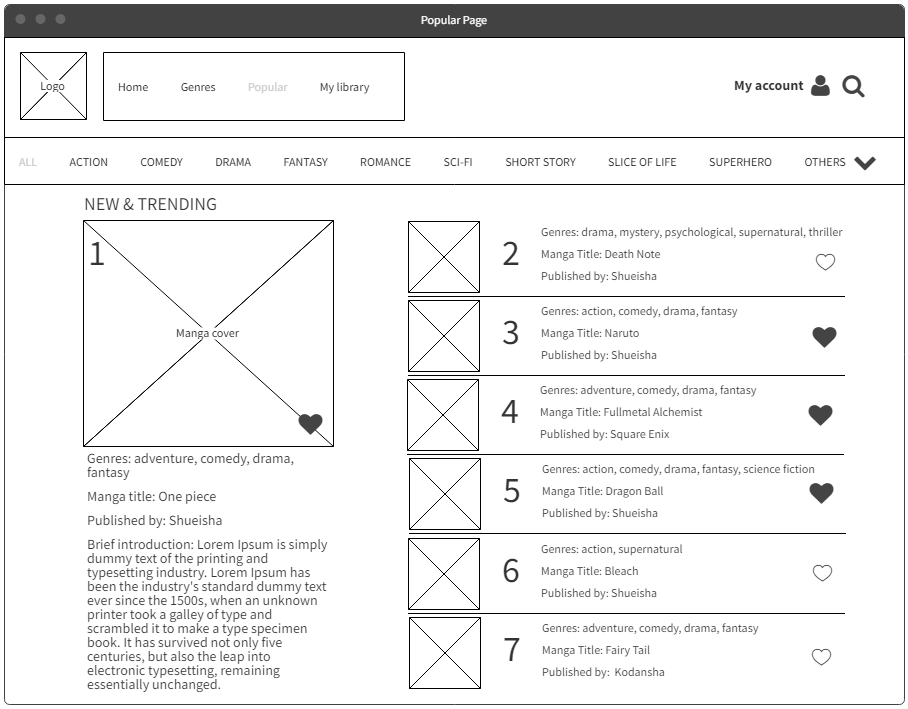 Popular Page
Logo
Home Genres Popular My library
My account
ALL ACTION COMEDY DRAMA FANTASY ROMANCE SCI-FI SHORT STORY SLICE OF LIFE SUPERHERO OTHERS
NEW & TRENDING
1
Manga cover
Genres: adventure, comedy, drama,
fantasy
Manga title: One piece
Published by: Shueisha
Brief introduction: Lorem Ipsum is simply
dummy text of the printing and
typesetting industry. Lorem Ipsum has
been the industry's standard dummy text
ever since the 1500s, when an unknown
printer took a galley of type and
scrambled it to make a type specimen
book. It has survived not only five
centuries, but also the leap into
electronic typesetting, remaining
essentially unchanged.
2
Genres: drama, mystery, psychological, supernatural, thriller
Manga Title: Death Note
Published by: Shueisha
3
Genres: action, comedy, drama, fantasy
Manga Title: Naruto
Published by: Shueisha
4
Genres: adventure, comedy, drama, fantasy
Manga Title: Fullmetal Alchemist
Published by: Square Enix
5
Genres: action, comedy, drama, fantasy, science fiction
Manga Title: Dragon Ball
Published by: Shueisha
6
Genres: action, supernatural
Manga Title: Bleach
Published by: Shueisha
7
Genres: adventure, comedy, drama, fantasy
Manga Title: Fairy Tail
Published by: Kodansha